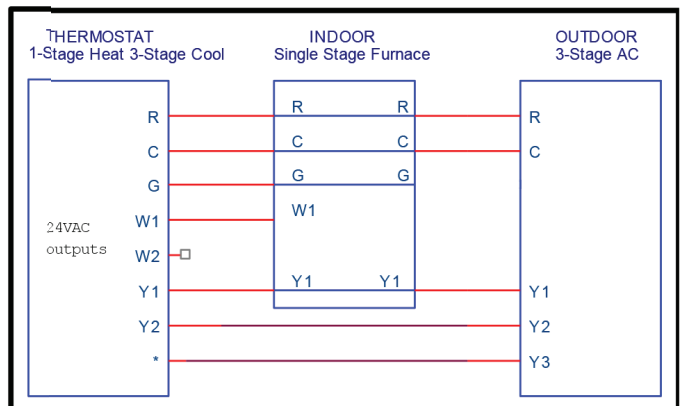 THERMOSTAT
1-Stage Heat 3-Stage Cool
INDOOR
Single Stage Furnace
OUTDOOR
3-Stage AC
R R R R
C C C C
G G G
W1 W1
24VAC
outputs
W2
Y1 Y1 Y1 Y1
Y2 Y2
* Y3